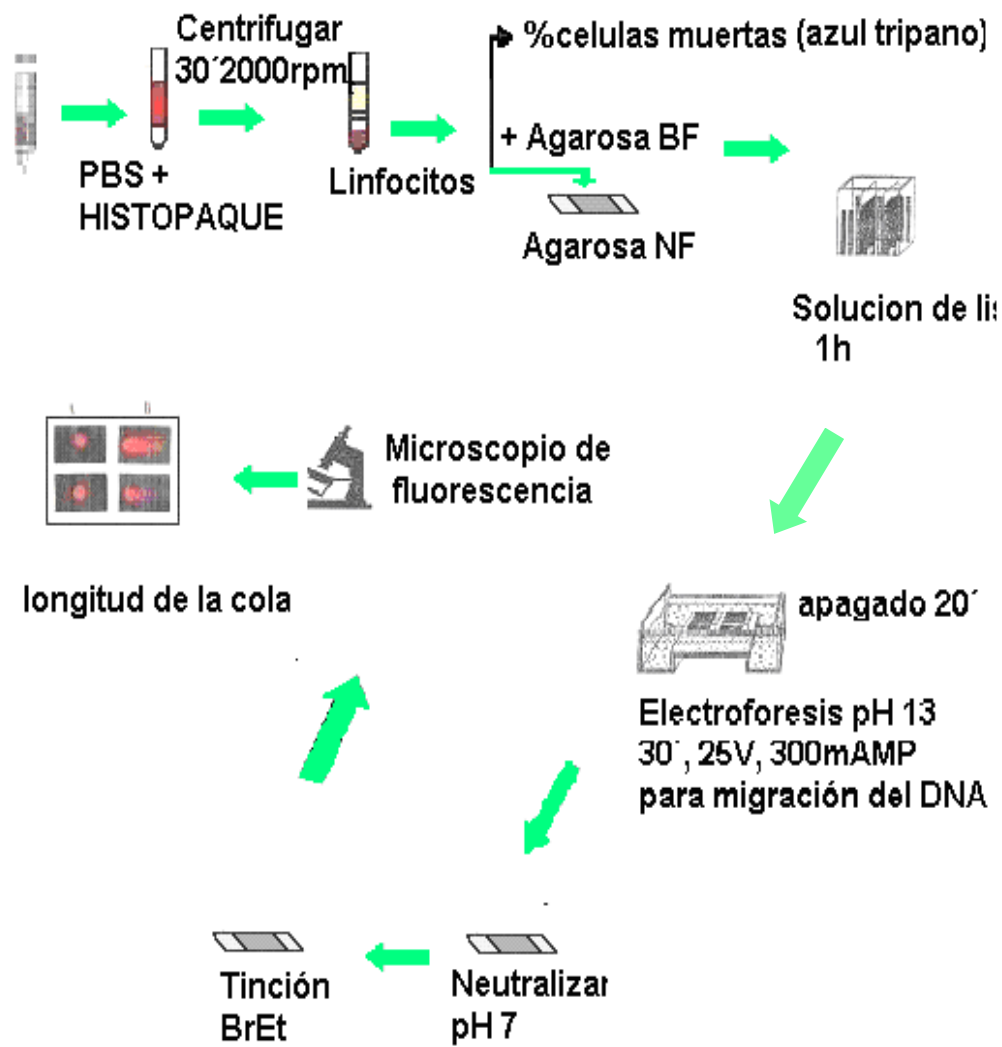 Centrifugar
30´2000rpm
PBS +
HISTOPAQUE
Linfocitos
%celulas muertas (azul tripano)
+ Agarosa BF
Agarosa NF
Solucion de
1h
apagado 20´
Electroforesis pH 13
30´, 25V, 300mAMP
para migración del DNA
Neutralizar
pH 7
Tinción
BrEt
Microscopio de
fluorescencia
longitud de la cola